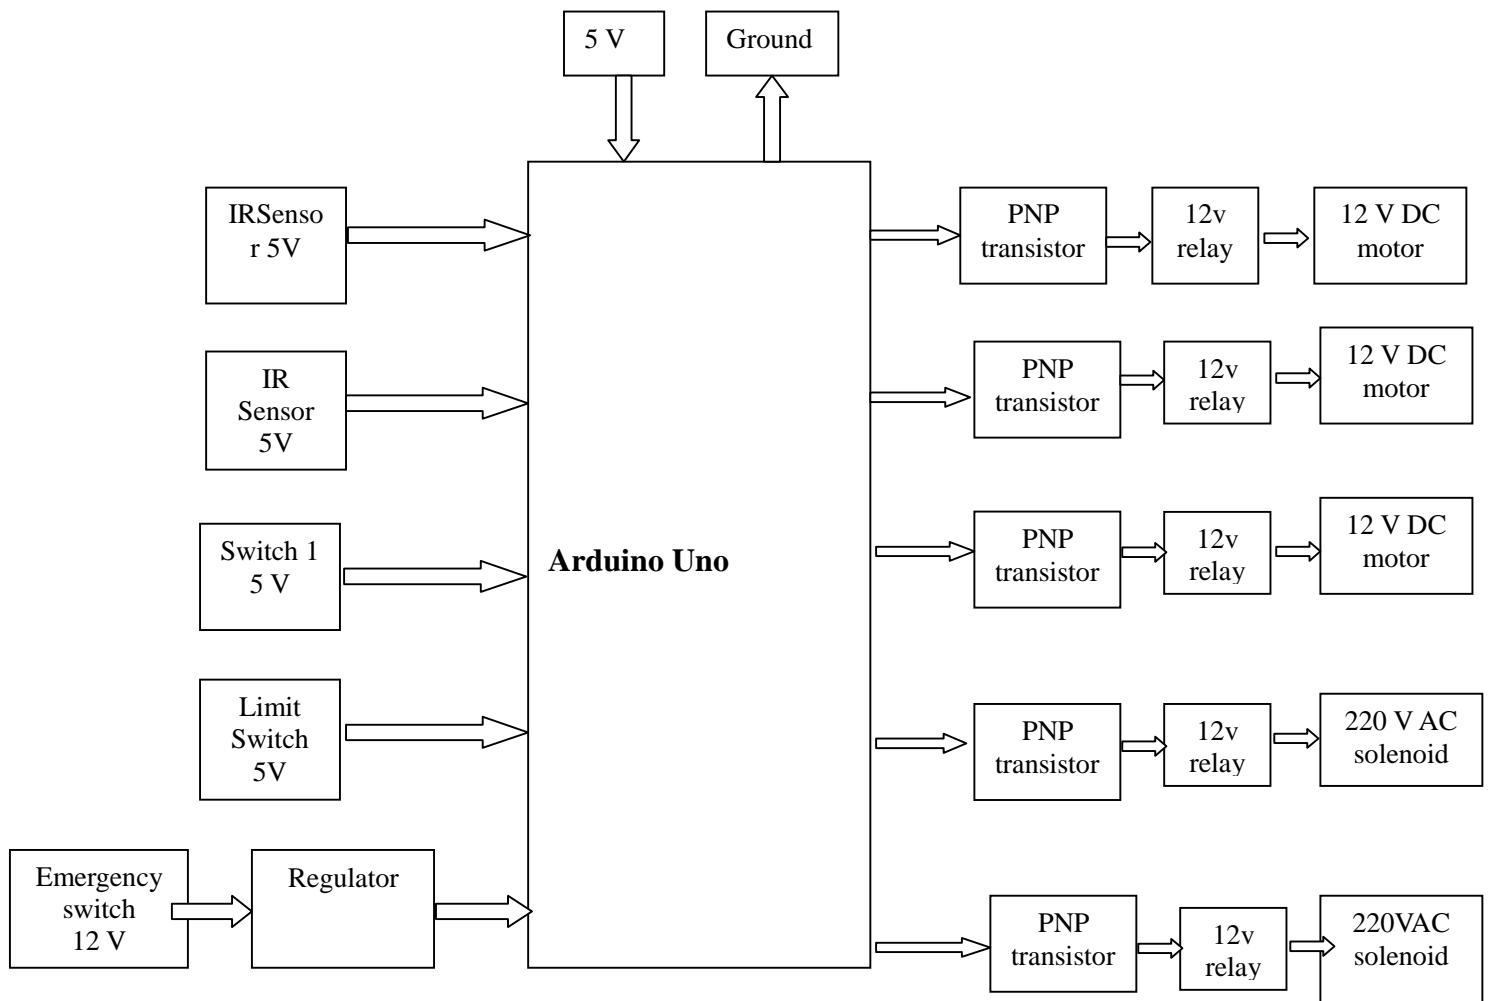 5 V
Ground
IRSenso
r 5V
IR
Sensor
5V
Switch 1
5 V
Limit
Switch
5V
Emergency
switch
12 V
Regulator
Arduino Uno
PNP
transistor
12v
relay
12 V DC
motor
PNP
transistor
12v
relay
12 V DC
motor
PNP
transistor
12v
relay
12 V DC
motor
PNP
transistor
12v
relay
220 V AC
solenoid
PNP
transistor
12v
relay
220VAC
solenoid